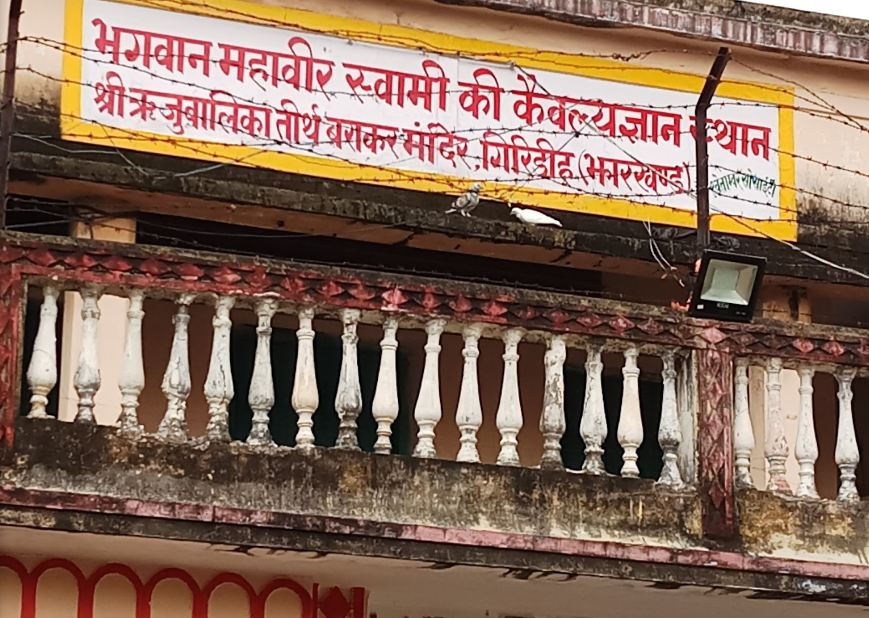 भगवान महावीर स्वामी की कैवल्यज्ञान स्थान
श्री ऋजुबालिका तीर्थ बराकर मंदिर, गिरिडीह (झारखण्ड)